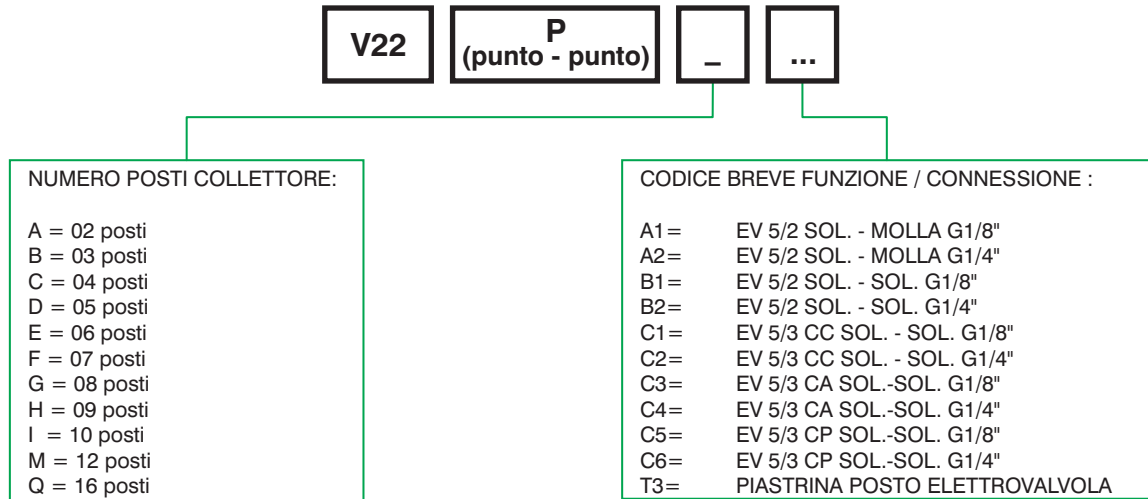 V22
P
(punto - punto)
_
...
NUMERO POSTI COLLETTORE:
A = 02 posti
B = 03 posti
C = 04 posti
D = 05 posti
E = 06 posti
F = 07 posti
G = 08 posti
H = 09 posti
I = 10 posti
M = 12 posti
Q = 16 posti
CODICE BREVE FUNZIONE / CONNESSIONE :
A1= EV 5/2 SOL. - MOLLA G1/8"
A2= EV 5/2 SOL. - MOLLA G1/4"
B1= EV 5/2 SOL. - SOL. G1/8"
B2= EV 5/2 SOL. - SOL. G1/4"
C1= EV 5/3 CC SOL. - SOL. G1/8"
C2= EV 5/3 CC SOL. - SOL. G1/4"
C3= EV 5/3 CA SOL.-SOL. G1/8"
C4= EV 5/3 CA SOL.-SOL. G1/4"
C5= EV 5/3 CP SOL.-SOL. G1/8"
C6= EV 5/3 CP SOL.-SOL. G1/4"
T3= PIASTRINA POSTO ELETTROVALVOLA